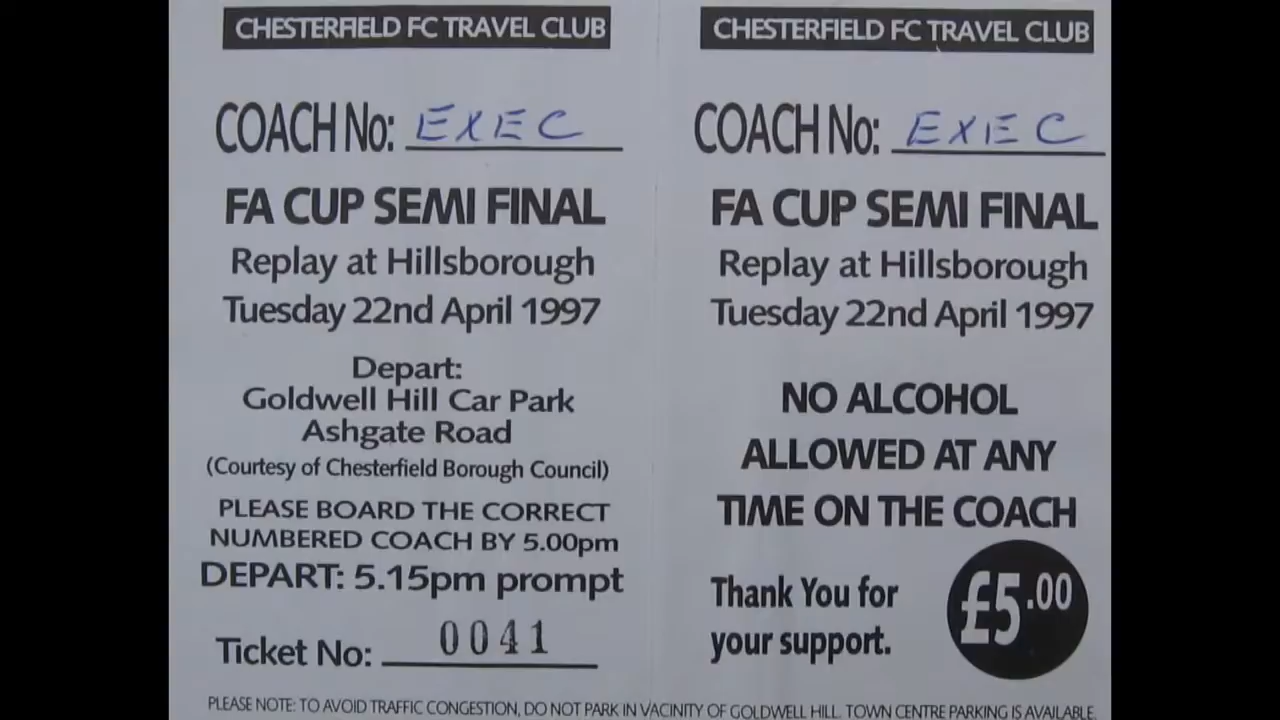 CHESTERFIELD FC TRAVEL CLUB
COACH No: EXEC
FA CUP SEMI FINAL
Replay at Hillsborough
Tuesday 22nd April 1997
Depart:
Goldwell Hill Car Park
Ashgate Road
(Courtesy of Chesterfield Borough Council)
PLEASE BOARD THE CORRECT
NUMBERED COACH BY 5.00pm
DEPART: 5.15pm prompt
Ticket No: 0041
CHESTERFIELD FC TRAVEL CLUB
COACH No: EXEC
FA CUP SEMI FINAL
Replay at Hillsborough
Tuesday 22nd April 1997
NO ALCOHOL
ALLOWED AT ANY
TIME ON THE COACH
Thank You for
your support.
£5.00
PLEASE NOTE: TO AVOID TRAFFIC CONGESTION, DO NOT PARK IN VACINITY OF GOLDWELL HILL. TOWN CENTRE PARKING IS AVAILABLE.